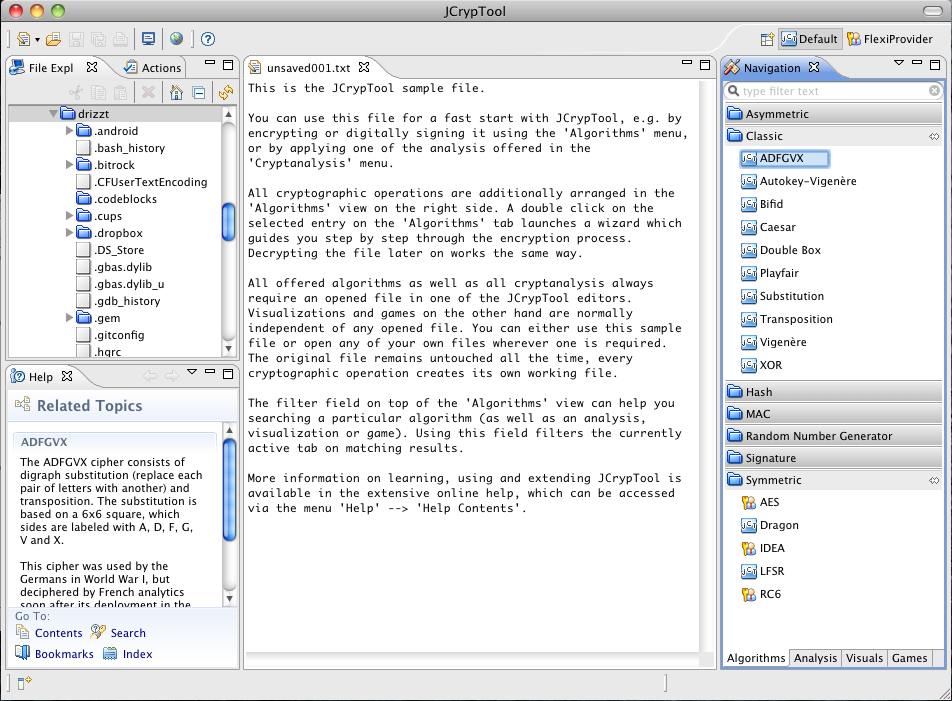 JCrypTool
Default
FlexiProvider
File Expl
Actions
drizzt
.android
.bash_history
.bitrock
.CFUserTextEncoding
.codeblocks
.cups
.dropbox
.DS_Store
.gbas.dylib
.gbas.dylib_u
.gdb_history
.gem
.gitconfig
.hgrc
Help
Related Topics
ADFGVX
The ADFGVX cipher consists of
digraph substitution (replace each
pair of letters with another) and
transposition. The substitution is
based on a 6x6 square, which
sides are labeled with A, D, F, G,
V and X.
This cipher was used by the
Germans in World War I, but
deciphered by French analytics
soon after its deployment in the
Go To:
Contents Search
Bookmarks Index
unsaved001.txt
This is the JCrypTool sample file.
You can use this file for a fast start with JCrypTool, e.g. by
encrypting or digitally signing it using the 'Algorithms' menu,
or by applying one of the analysis offered in the
'Cryptanalysis' menu.
All cryptographic operations are additionally arranged in the
'Algorithms' view on the right side. A double click on the
selected entry on the 'Algorithms' tab launches a wizard which
guides you step by step through the encryption process.
Decrypting the file later on works the same way.
All offered algorithms as well as all cryptanalysis always
require an opened file in one of the JCrypTool editors.
Visualizations and games on the other hand are normally
independent of any opened file. You can either use this sample
file or open any of your own files wherever one is required.
The original file remains untouched all the time, every
cryptographic operation creates its own working file.
The filter field on top of the 'Algorithms' view can help you
searching a particular algorithm (as well as an analysis,
visualization or game). Using this field filters the currently
active tab on matching results.
More information on learning, using and extending JCrypTool is
available in the extensive online help, which can be accessed
via the menu 'Help' --> 'Help Contents'.
Navigation
type filter text
Asymmetric
Classic
ADFGVX
Autokey-Vigenère
Bifid
Caesar
Double Box
Playfair
Substitution
Transposition
Vigenère
XOR
Hash
MAC
Random Number Generator
Signature
Symmetric
AES
Dragon
IDEA
LFSR
RC6
Algorithms Analysis Visuals Games